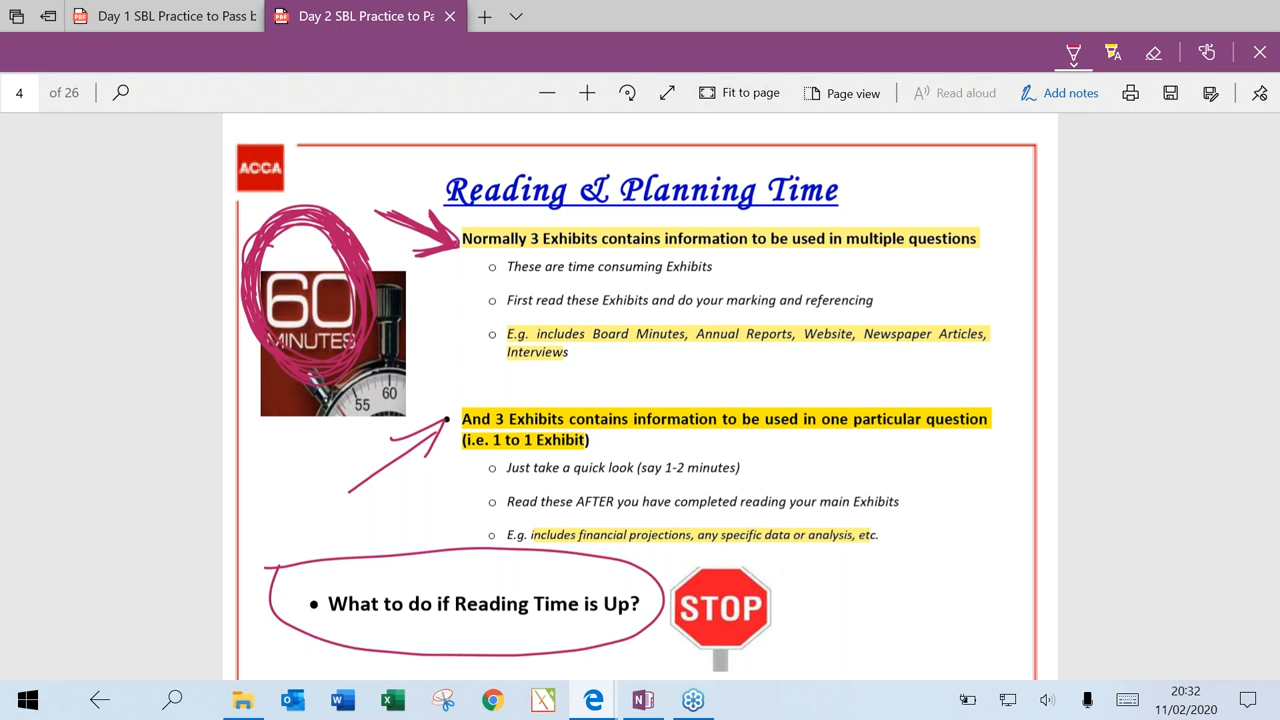 Day 1 SBL Practice to Pass b
Day 2 SBL Practice to Pa
4 of 26
Fit to page
Page view
Read aloud
Add notes
ACCA
Reading & Planning Time
Normally 3 Exhibits contains information to be used in multiple questions
o These are time consuming Exhibits
o First read these Exhibits and do your marking and referencing
o E.g. includes Board Minutes, Annual Reports, Website, Newspaper Articles,
Interviews
60
MINUTES
55
60
• And 3 Exhibits contains information to be used in one particular question
(i.e. 1 to 1 Exhibit)
o Just take a quick look (say 1-2 minutes)
o Read these AFTER you have completed reading your main Exhibits
o E.g. includes financial projections, any specific data or analysis, etc.
• What to do if Reading Time is Up?
STOP
20:32
11/02/2020